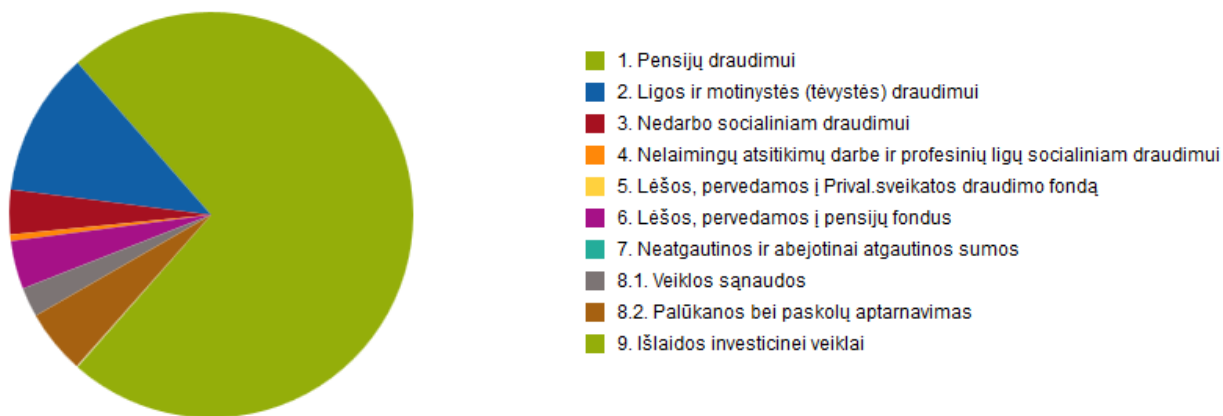 1. Pensijų draudimui
2. Ligos ir motinystės (tėvystės) draudimui
3. Nedarbo socialiniam draudimui
4. Nelaimingų atsitikimų darbe ir profesinių ligų socialiniam draudimui
5. Lėšos, pervedamos į Prival.sveikatos draudimo fondą
6. Lėšos, pervedamos į pensijų fondus
7. Neatgautinos ir abejotinai atgautinos sumos
8.1. Veiklos sąnaudos
8.2. Palūkanos bei paskolų aptarnavimas
9. Išlaidos investicinei veiklai